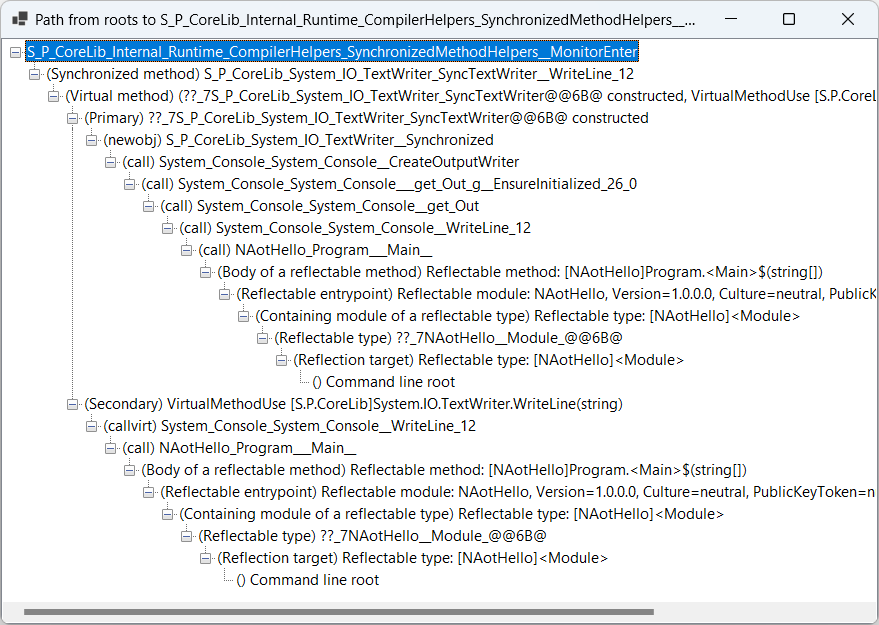 Path from roots to S_P_CoreLib_Internal_Runtime_CompilerHelpers_SynchronizedMethodHelpers__...
S_P_CoreLib_Internal_Runtime_CompilerHelpers_SynchronizedMethodHelpers__MonitorEnter
(Synchronized method) S_P_CoreLib_System_IO_TextWriter_SyncTextWriter__WriteLine_12
(Virtual method) (??_7S_P_CoreLib_System_IO_TextWriter_SyncTextWriter@@6B@ constructed, VirtualMethodUse [S.P.CoreL
(Primary) ??_7S_P_CoreLib_System_IO_TextWriter_SyncTextWriter@@6B@ constructed
(newobj) S_P_CoreLib_System_IO_TextWriter__Synchronized
(call) System_Console_System_Console__CreateOutputWriter
(call) System_Console_System_Console___get_Out_g__EnsureInitialized_26_0
(call) System_Console_System_Console__get_Out
(call) System_Console_System_Console__WriteLine_12
(call) NAotHello_Program___Main__
(Body of a reflectable method) Reflectable method: [NAotHello]Program.<Main>$(string[])
(Reflectable entrypoint) Reflectable module: NAotHello, Version=1.0.0.0, Culture=neutral, PublicK
(Containing module of a reflectable type) Reflectable type: [NAotHello]<Module>
(Reflectable type) ??_7NAotHello__Module_@@6B@
(Reflection target) Reflectable type: [NAotHello]<Module>
() Command line root
(Secondary) VirtualMethodUse [S.P.CoreLib]System.IO.TextWriter.WriteLine(string)
(callvirt) System_Console_System_Console__WriteLine_12
(call) NAotHello_Program___Main__
(Body of a reflectable method) Reflectable method: [NAotHello]Program.<Main>$(string[])
(Reflectable entrypoint) Reflectable module: NAotHello, Version=1.0.0.0, Culture=neutral, PublicKeyToken=n
(Containing module of a reflectable type) Reflectable type: [NAotHello]<Module>
(Reflectable type) ??_7NAotHello__Module_@@6B@
(Reflection target) Reflectable type: [NAotHello]<Module>
() Command line root